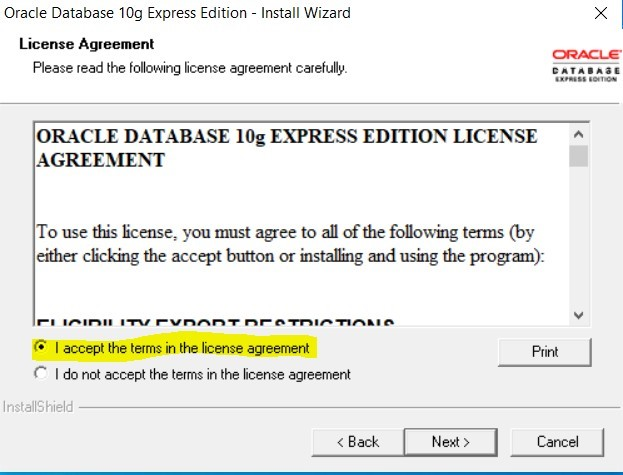 Oracle Database 10g Express Edition - Install Wizard
License Agreement
Please read the following license agreement carefully.
ORACLE
DATABASE
EXPRESS EDITION
ORACLE DATABASE 10g EXPRESS EDITION LICENSE
AGREEMENT
To use this license, you must agree to all of the following terms (by
either clicking the accept button or installing and using the program):
ELIGIBILITY EXPORT RESTRICTIONS
I accept the terms in the license agreement
Print
I do not accept the terms in the license agreement
InstallShield
< Back
Next >
Cancel